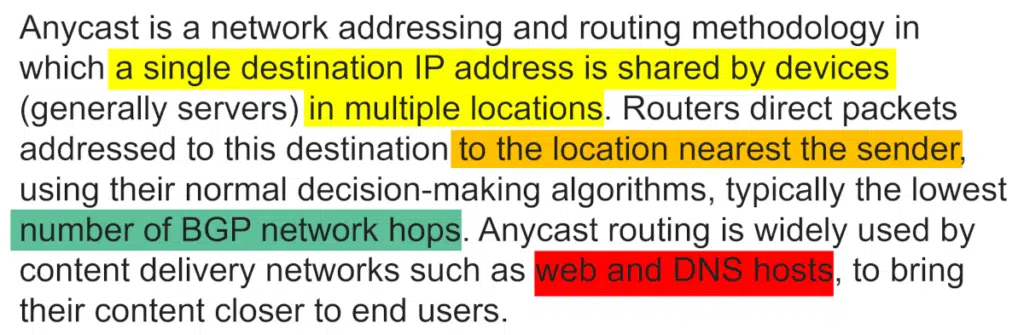 Anycast is a network addressing and routing methodology in
which a single destination IP address is shared by devices
(generally servers) in multiple locations. Routers direct packets
addressed to this destination to the location nearest the sender,
using their normal decision-making algorithms, typically the lowest
number of BGP network hops. Anycast routing is widely used by
content delivery networks such as web and DNS hosts, to bring
their content closer to end users.